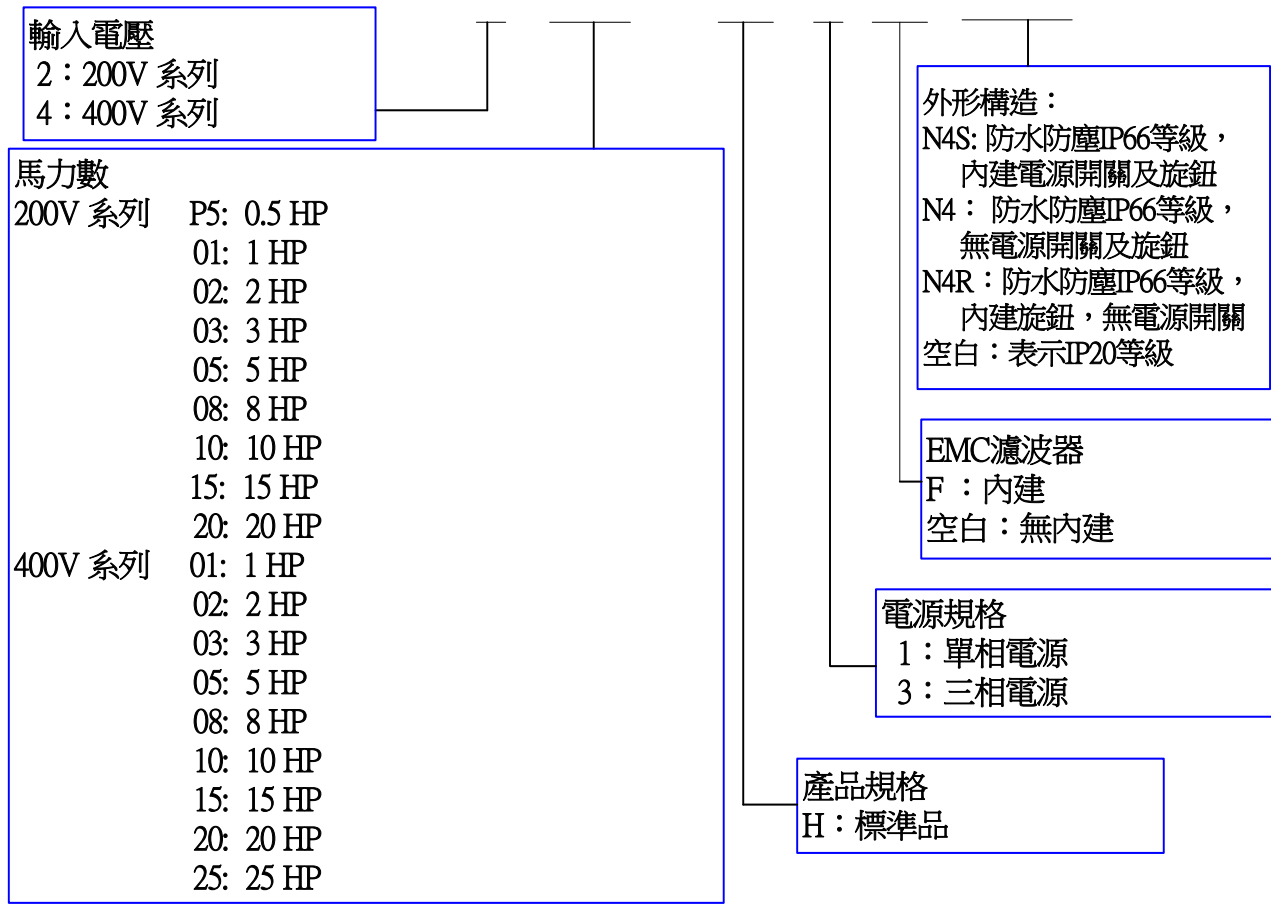 輸入電壓
2：200V 系列
4：400V 系列
馬力數
200V 系列 P5: 0.5 HP
01: 1 HP
02: 2 HP
03: 3 HP
05: 5 HP
08: 8 HP
10: 10 HP
15: 15 HP
20: 20 HP
400V 系列 01: 1 HP
02: 2 HP
03: 3 HP
05: 5 HP
08: 8 HP
10: 10 HP
15: 15 HP
20: 20 HP
25: 25 HP
外形構造：
N4S: 防水防塵IP66等級，
內建電源開關及旋鈕
N4： 防水防塵IP66等級，
無電源開關及旋鈕
N4R：防水防塵IP66等級，
內建旋鈕，無電源開關
空白：表示IP20等級
EMC濾波器
F ：內建
空白：無內建
電源規格
1：單相電源
3：三相電源
產品規格
H：標準品